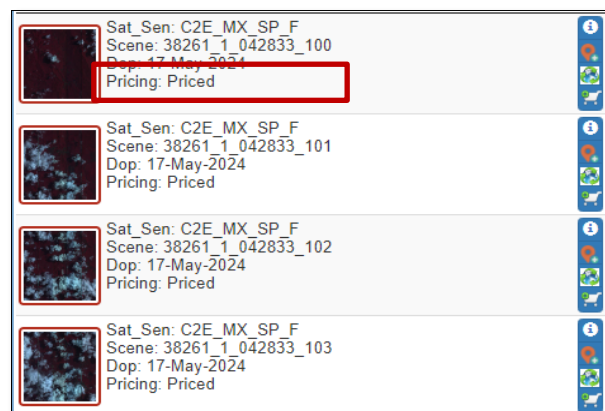 Sat_Sen: C2E_MX_SP_F
Scene: 38261_1_042833_100
Dop: 17-May-2024
Pricing: Priced
Sat_Sen: C2E_MX_SP_F
Scene: 38261_1_042833_101
Dop: 17-May-2024
Pricing: Priced
Sat_Sen: C2E_MX_SP_F
Scene: 38261_1_042833_102
Dop: 17-May-2024
Pricing: Priced
Sat_Sen: C2E_MX_SP_F
Scene: 38261_1_042833_103
Dop: 17-May-2024
Pricing: Priced